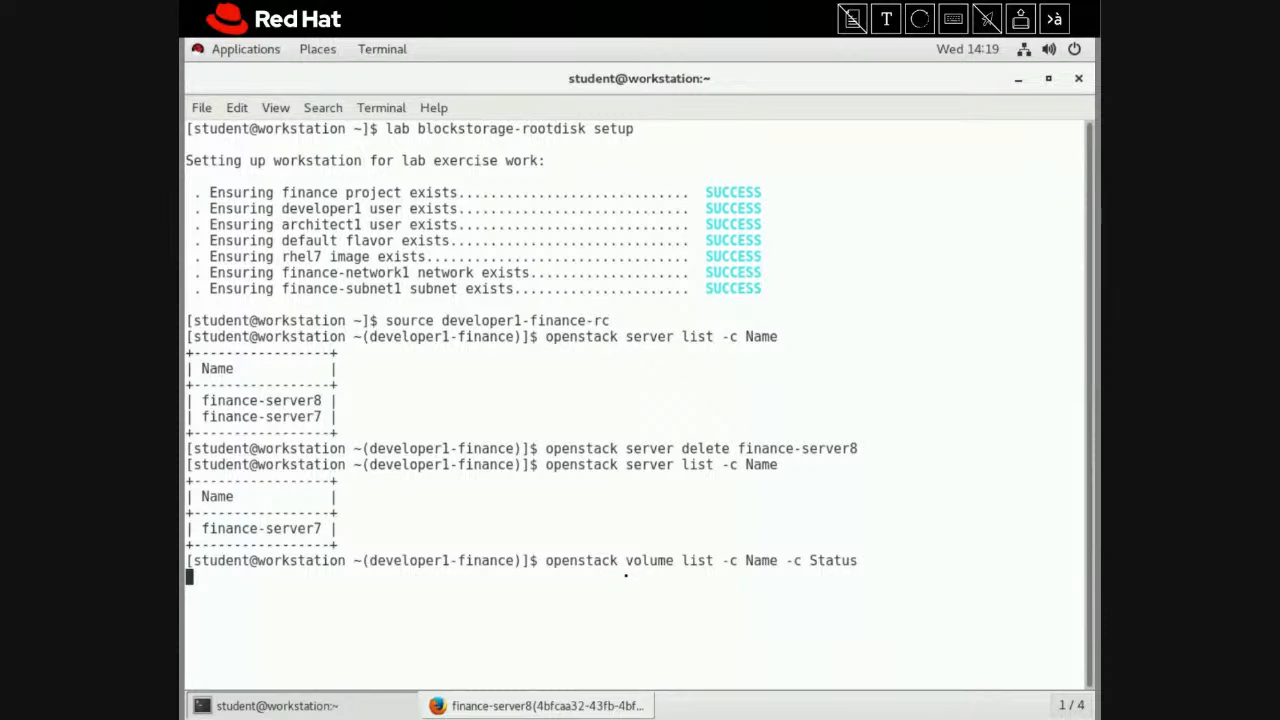 Red Hat
T
>à
Applications Places Terminal Wed 14:19
student@workstation:~
File Edit View Search Terminal Help
[student@workstation ~]$ lab blockstorage-rootdisk setup
Setting up workstation for lab exercise work:
. Ensuring finance project exists............................. SUCCESS
. Ensuring developer1 user exists............................. SUCCESS
. Ensuring architect1 user exists............................. SUCCESS
. Ensuring default flavor exists.............................. SUCCESS
. Ensuring rhel7 image exists................................. SUCCESS
. Ensuring finance-network1 network exists.................... SUCCESS
. Ensuring finance-subnet1 subnet exists...................... SUCCESS
[student@workstation ~]$ source developer1-finance-rc
[student@workstation ~(developer1-finance)]$ openstack server list -c Name
+-----------------+
| Name            |
+-----------------+
| finance-server8 |
| finance-server7 |
+-----------------+
[student@workstation ~(developer1-finance)]$ openstack server delete finance-server8
[student@workstation ~(developer1-finance)]$ openstack server list -c Name
+-----------------+
| Name            |
+-----------------+
| finance-server7 |
+-----------------+
[student@workstation ~(developer1-finance)]$ openstack volume list -c Name -c Status
student@workstation:~ finance-server8(4bfcaa32-43fb-4bf... 1 / 4